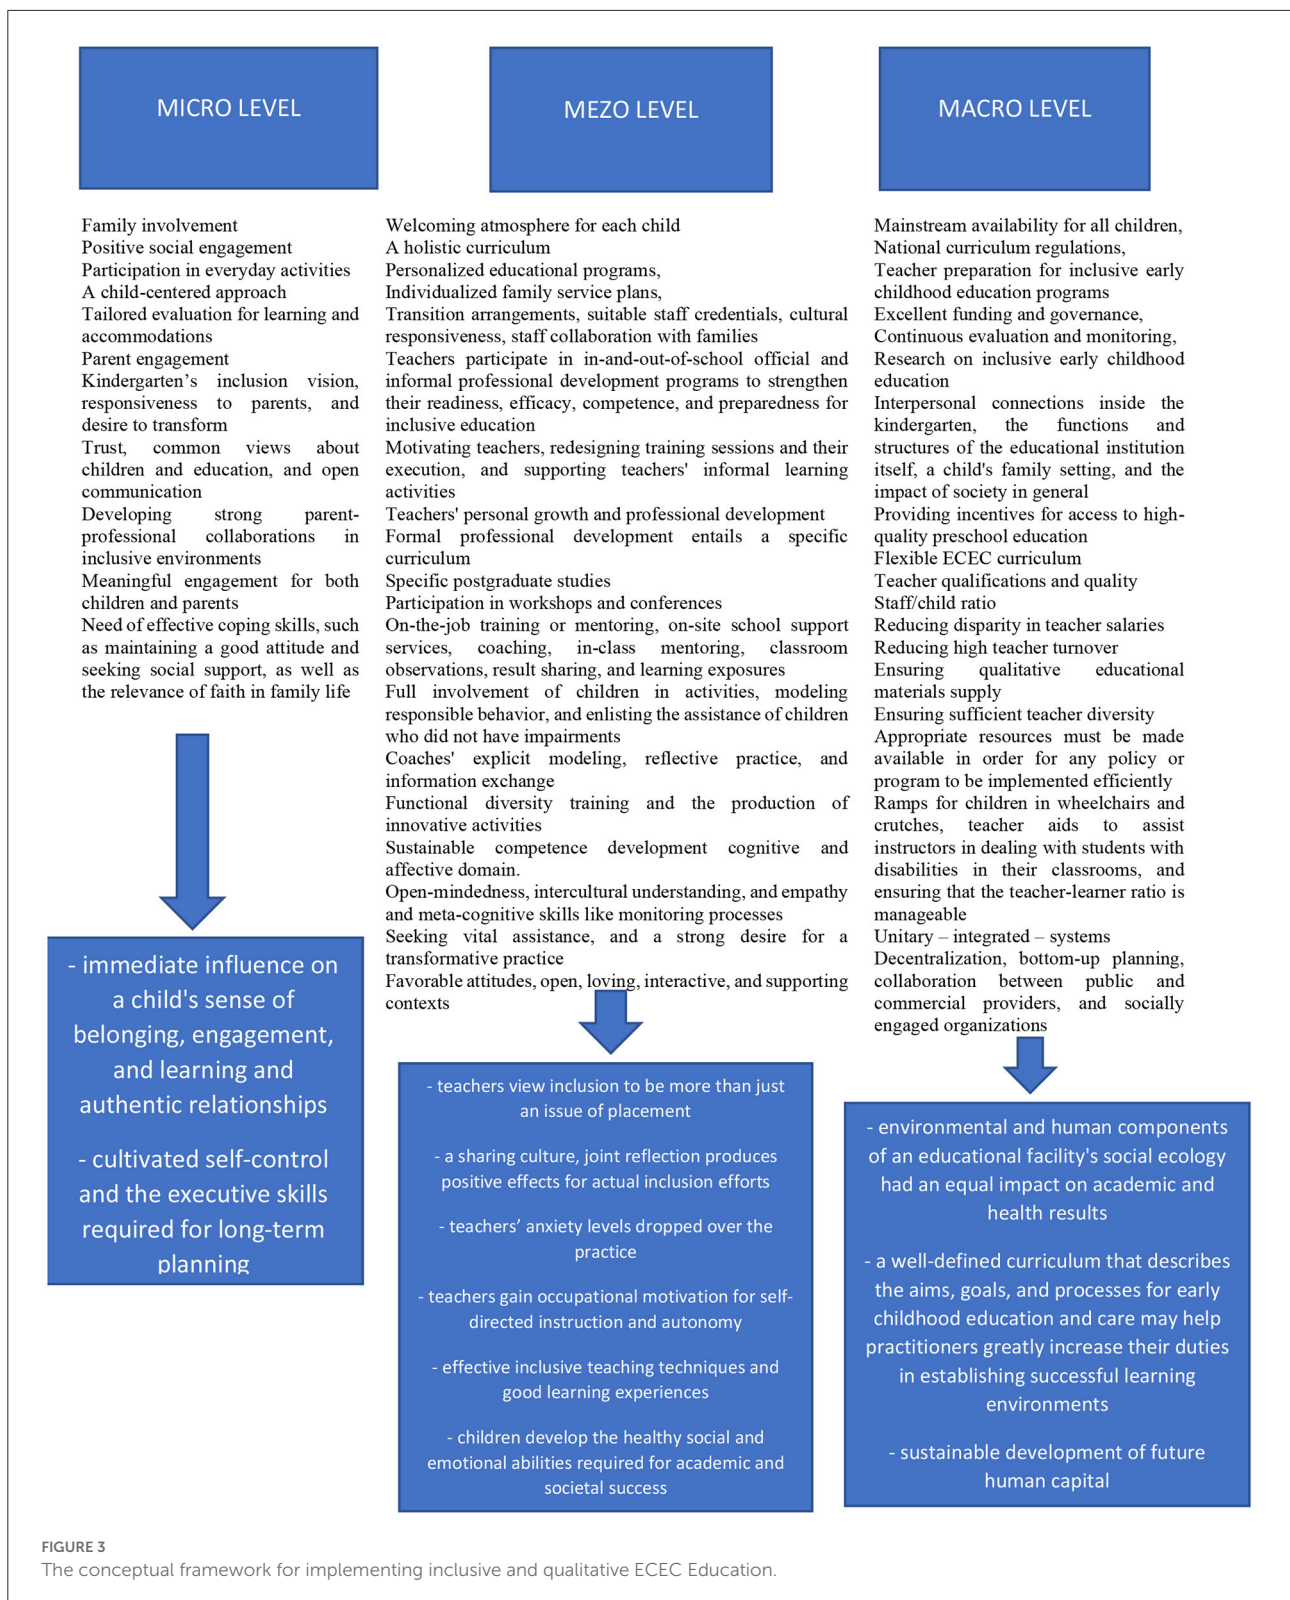 MICRO LEVEL
Family involvement
Positive social engagement
Participation in everyday activities
A child-centered approach
Tailored evaluation for learning and
accommodations
Parent engagement
Kindergarten’s inclusion vision,
responsiveness to parents, and
desire to transform
Trust, common views about
children and education, and open
communication
Developing strong parent-
professional collaborations in
inclusive environments
Meaningful engagement for both
children and parents
Need of effective coping skills, such
as maintaining a good attitude and
seeking social support, as well as
the relevance of faith in family life
- immediate influence on
a child's sense of
belonging, engagement,
and learning and
authentic relationships
- cultivated self-control
and the executive skills
required for long-term
planning
MEZO LEVEL
Welcoming atmosphere for each child
A holistic curriculum
Personalized educational programs,
Individualized family service plans,
Transition arrangements, suitable staff credentials, cultural
responsiveness, staff collaboration with families
Teachers participate in in-and-out-of-school official and
informal professional development programs to strengthen
their readiness, efficacy, competence, and preparedness for
inclusive education
Motivating teachers, redesigning training sessions and their
execution, and supporting teachers' informal learning
activities
Teachers' personal growth and professional development
Formal professional development entails a specific
curriculum
Specific postgraduate studies
Participation in workshops and conferences
On-the-job training or mentoring, on-site school support
services, coaching, in-class mentoring, classroom
observations, result sharing, and learning exposures
Full involvement of children in activities, modeling
responsible behavior, and enlisting the assistance of children
who did not have impairments
Coaches' explicit modeling, reflective practice, and
information exchange
Functional diversity training and the production of
innovative activities
Sustainable competence development cognitive and
affective domain.
Open-mindedness, intercultural understanding, and empathy
and meta-cognitive skills like monitoring processes
Seeking vital assistance, and a strong desire for a
transformative practice
Favorable attitudes, open, loving, interactive, and supporting
contexts
- teachers view inclusion to be more than just
an issue of placement
- a sharing culture, joint reflection produces
positive effects for actual inclusion efforts
- teachers’ anxiety levels dropped over the
practice
- teachers gain occupational motivation for self-
directed instruction and autonomy
- effective inclusive teaching techniques and
good learning experiences
- children develop the healthy social and
emotional abilities required for academic and
societal success
MACRO LEVEL
Mainstream availability for all children,
National curriculum regulations,
Teacher preparation for inclusive early
childhood education programs
Excellent funding and governance,
Continuous evaluation and monitoring,
Research on inclusive early childhood
education
Interpersonal connections inside the
kindergarten, the functions and
structures of the educational institution
itself, a child's family setting, and the
impact of society in general
Providing incentives for access to high-
quality preschool education
Flexible ECEC curriculum
Teacher qualifications and quality
Staff/child ratio
Reducing disparity in teacher salaries
Reducing high teacher turnover
Ensuring qualitative educational
materials supply
Ensuring sufficient teacher diversity
Appropriate resources must be made
available in order for any policy or
program to be implemented efficiently
Ramps for children in wheelchairs and
crutches, teacher aids to assist
instructors in dealing with students with
disabilities in their classrooms, and
ensuring that the teacher-learner ratio is
manageable
Unitary – integrated – systems
Decentralization, bottom-up planning,
collaboration between public and
commercial providers, and socially
engaged organizations
- environmental and human components
of an educational facility's social ecology
had an equal impact on academic and
health results
- a well-defined curriculum that describes
the aims, goals, and processes for early
childhood education and care may help
practitioners greatly increase their duties
in establishing successful learning
environments
- sustainable development of future
human capital
FIGURE 3
The conceptual framework for implementing inclusive and qualitative ECEC Education.